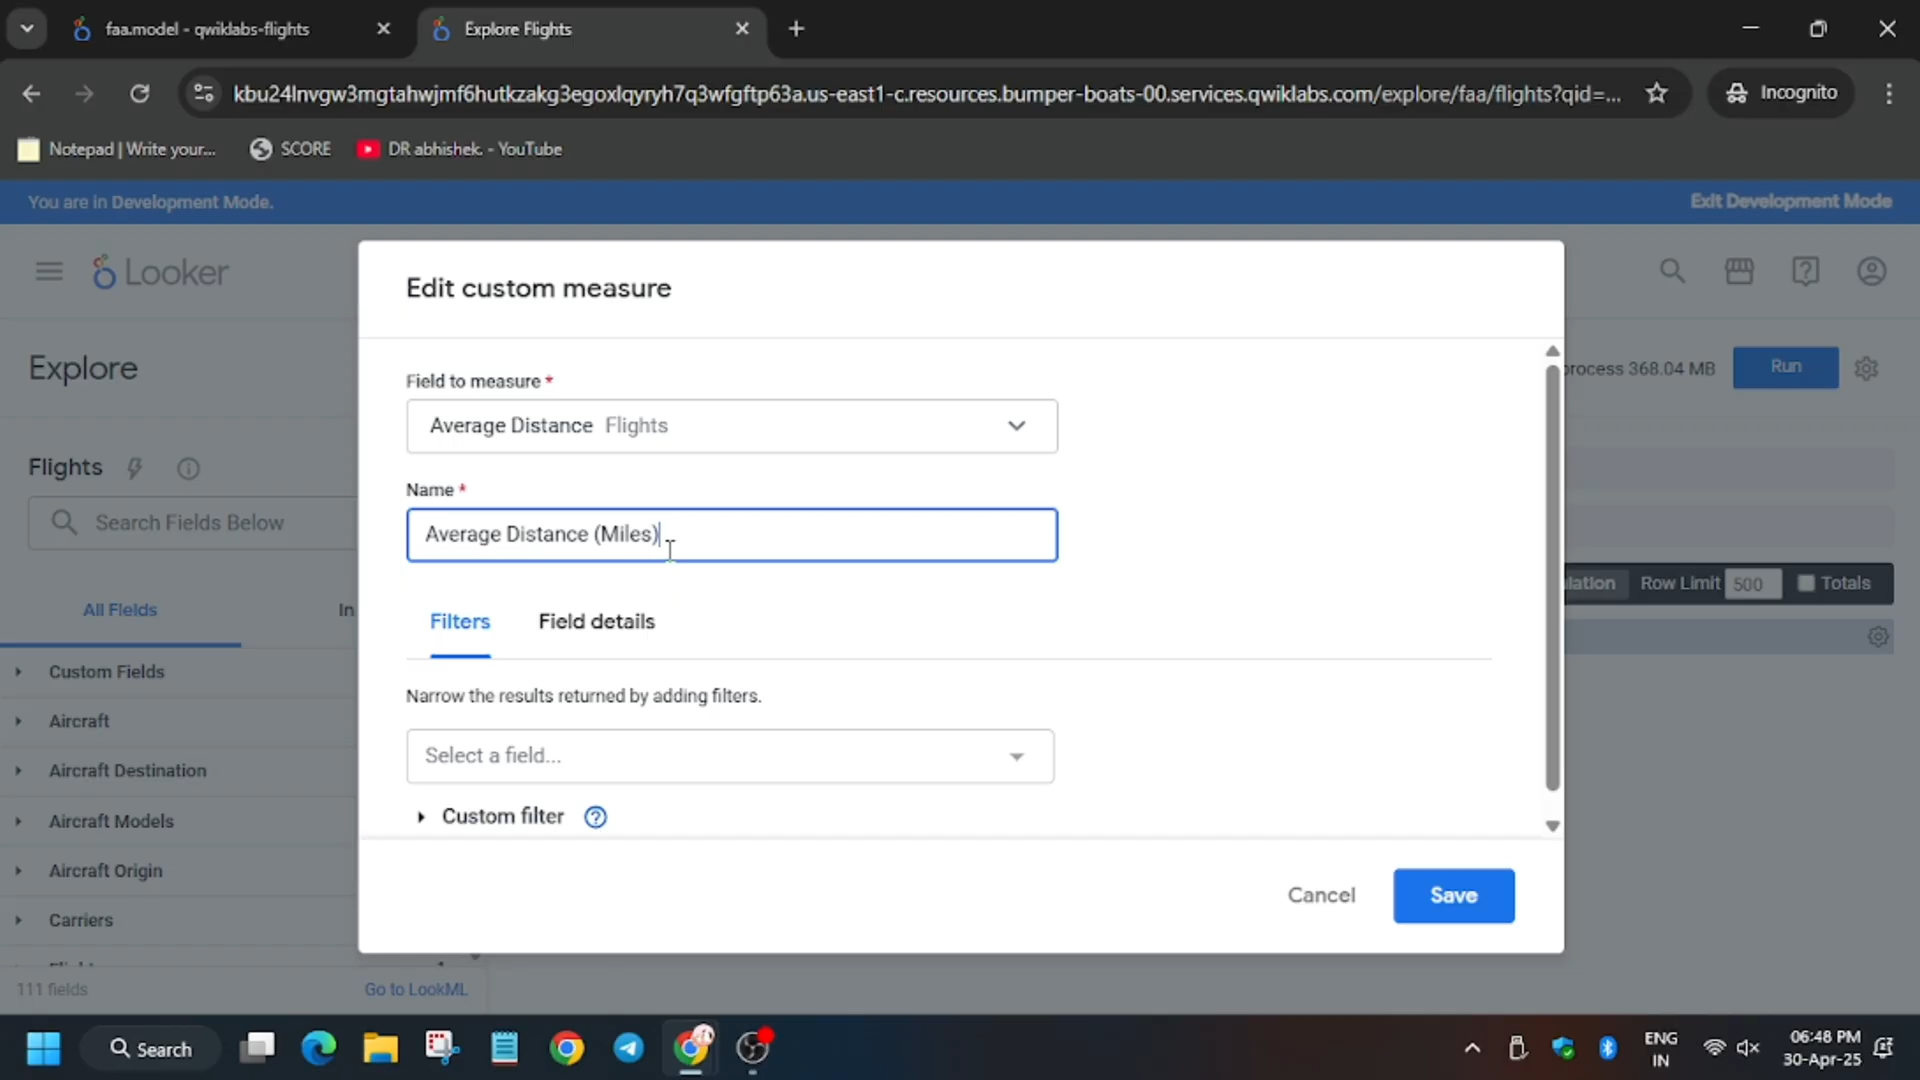 faa.model - qwiklabs-flights
Explore Flights
kbu24lnvgw3mgtahwjmf6hutkzakg3egoxlqyryh7q3wfgftp63a.us-east1-c.resources.bumper-boats-00.services.qwiklabs.com/explore/faa/flights?qid=...
Incognito
Notepad | Write your...
SCORE
DR abhishek. - YouTube
You are in Development Mode.
Exit Development Mode
Looker
Edit custom measure
Explore
process 368.04 MB
Run
Field to measure *
Average Distance Flights
Flights
Name *
Search Fields Below
Average Distance (Miles)
lation
Row Limit 500
Totals
All Fields
In
Filters
Field details
Custom Fields
Narrow the results returned by adding filters.
Aircraft
Select a field...
Aircraft Destination
Custom filter
Aircraft Models
Aircraft Origin
Cancel
Save
Carriers
111 fields
Go to LookML
Search
ENG
IN
06:48 PM
30-Apr-25